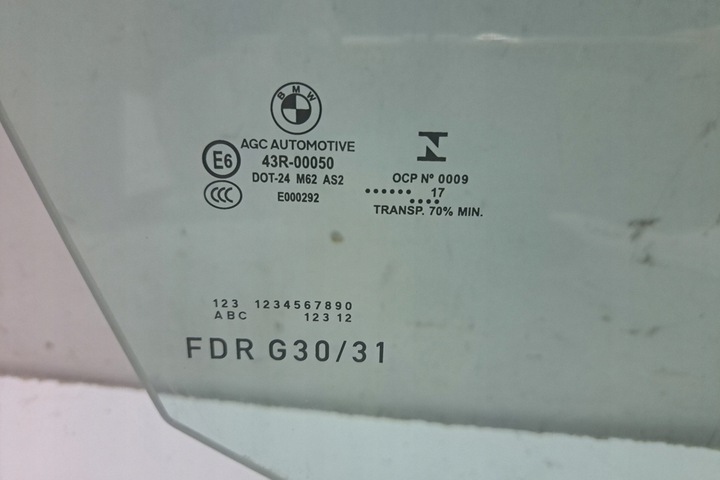 BMW
AGC AUTOMOTIVE
E6 43R-00050
DOT-24 M62 AS2
CCC E000292
N
OCP Nº 0009
...... 17
....
TRANSP. 70% MIN.
123 1234567890
ABC 123 12
FDR G30/31